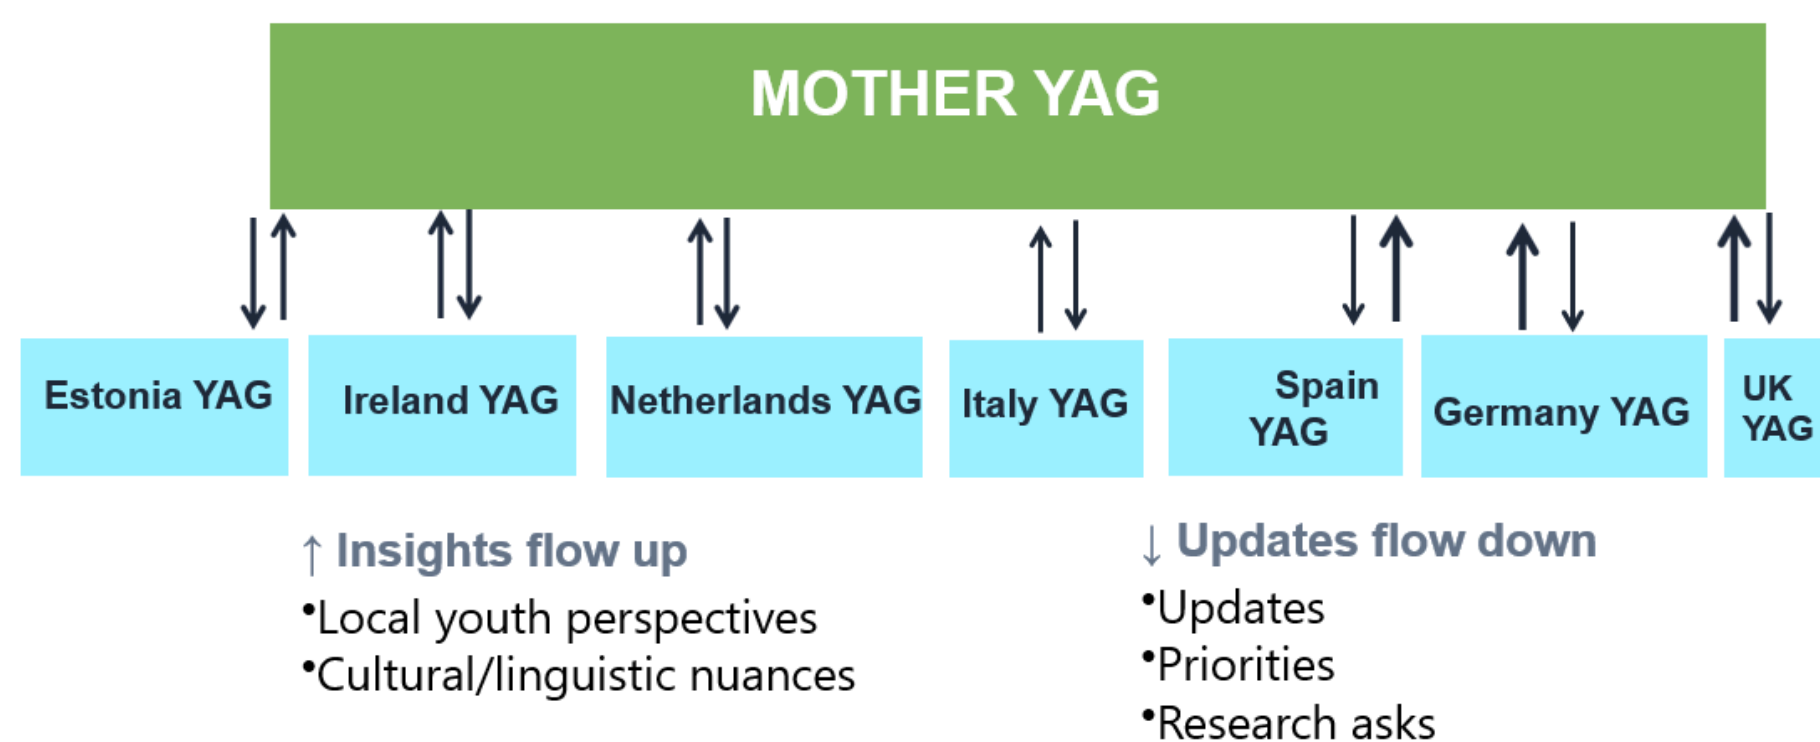 MOTHER YAG
Estonia YAG
Ireland YAG
Netherlands YAG
Italy YAG
Spain
YAG
Germany YAG
UK
YAG
↑ Insights flow up
•Local youth perspectives
•Cultural/linguistic nuances
↓ Updates flow down
•Updates
•Priorities
•Research asks